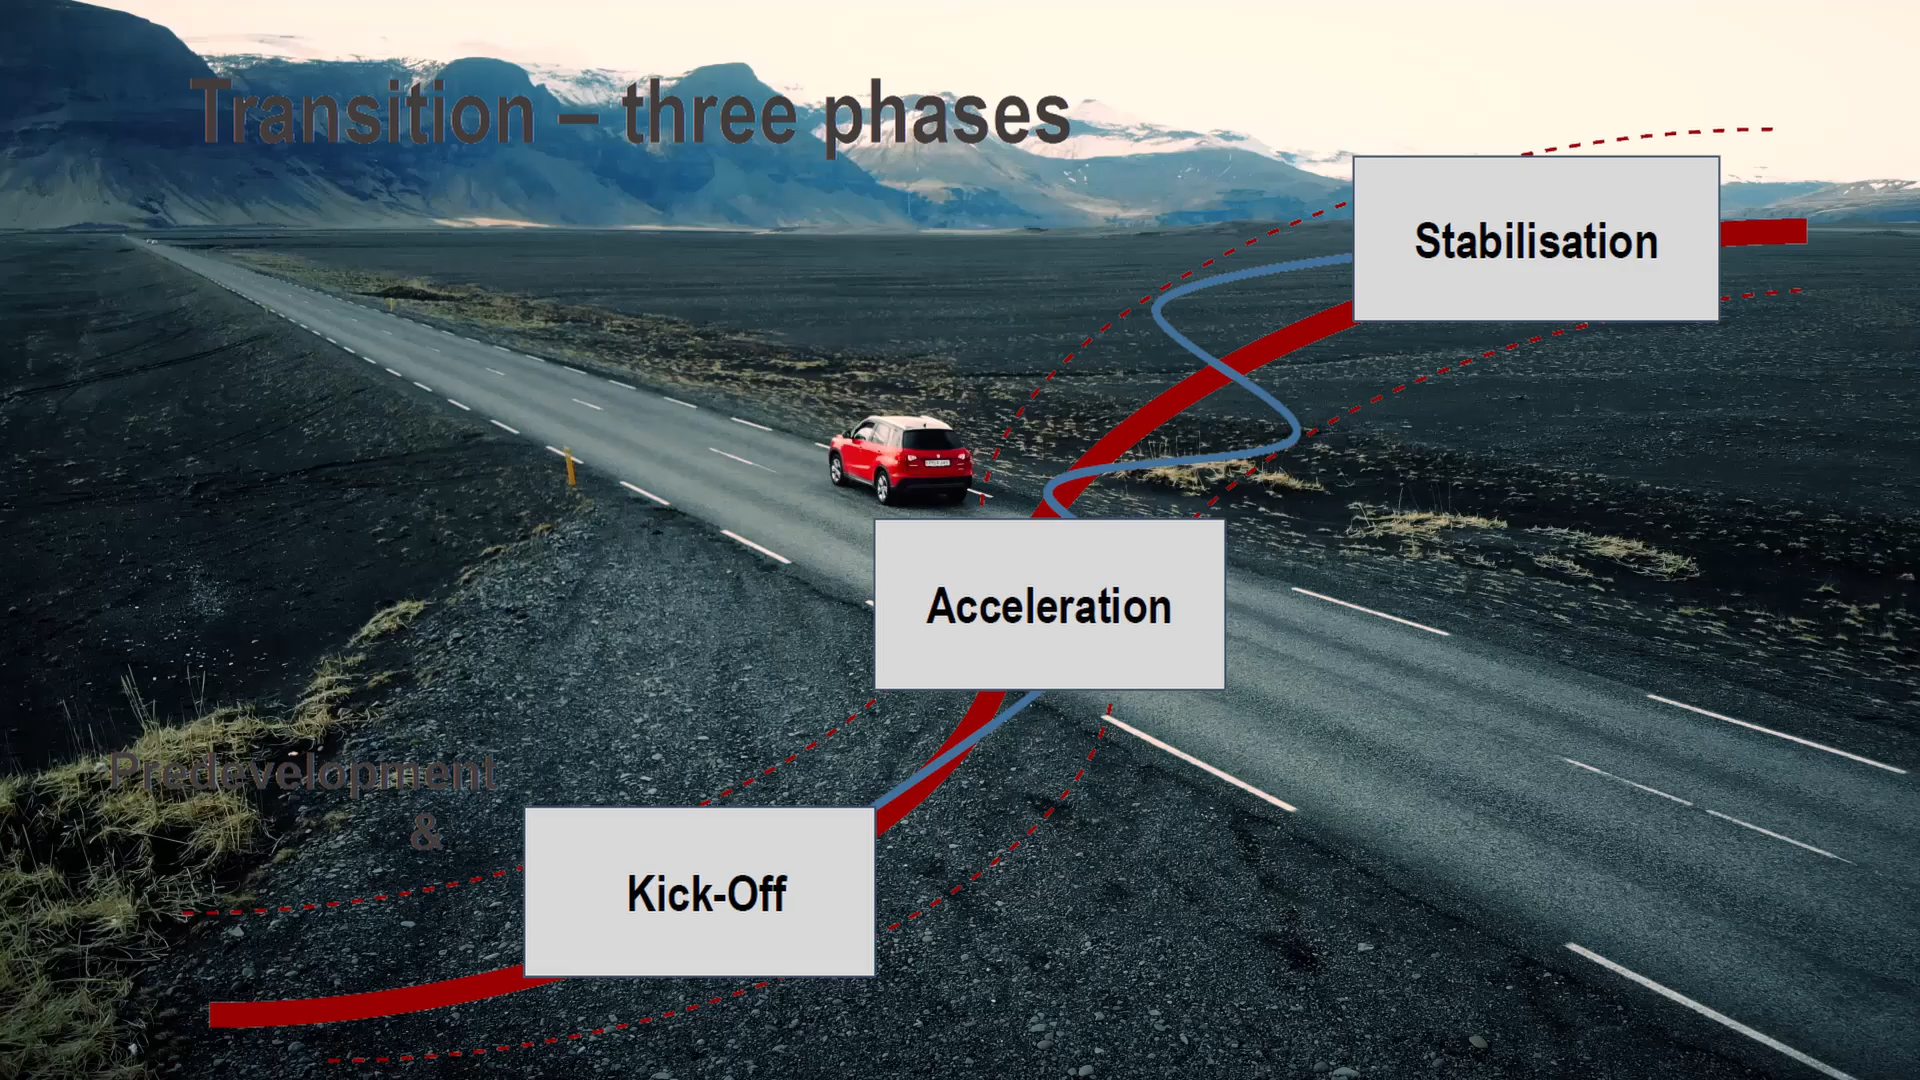 Transition – three phases
Stabilisation
Acceleration
Predevelopment
&
Kick-Off